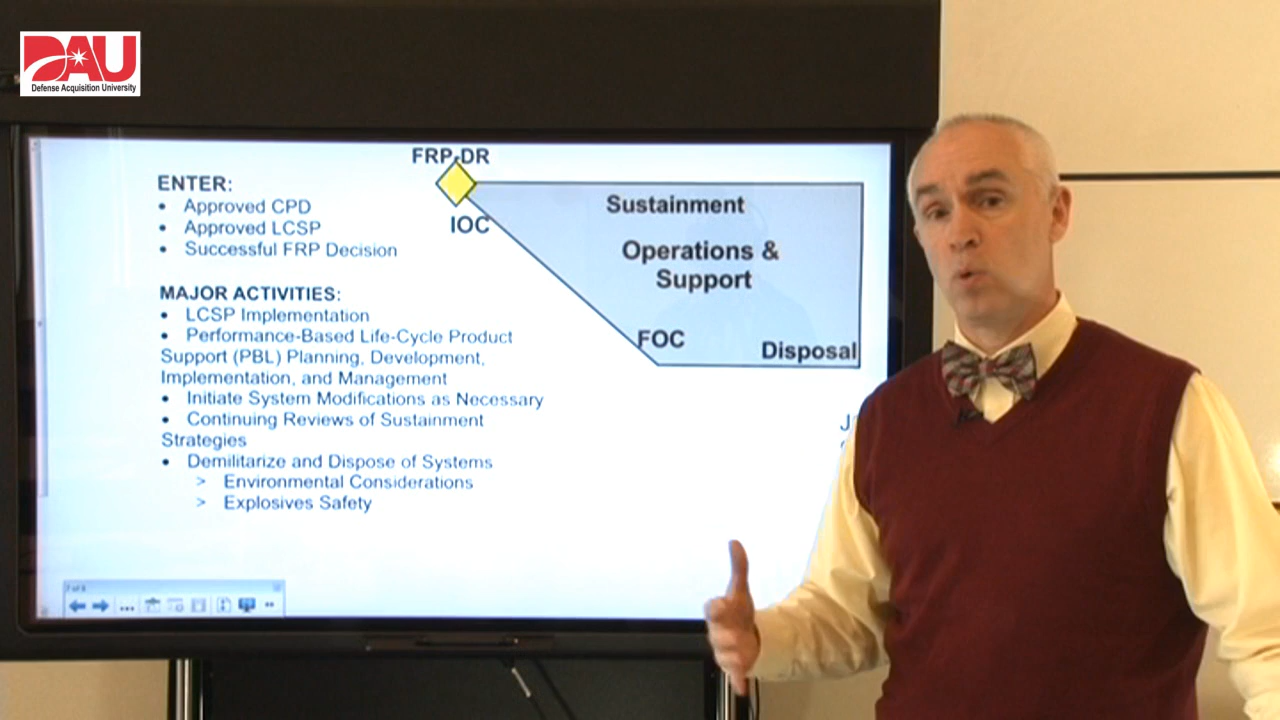 DAU
Defense Acquisition University
FRP-DR
ENTER:
• Approved CPD
• Approved LCSP
• Successful FRP Decision
IOC
Sustainment
Operations &
Support
FOC
Disposal
MAJOR ACTIVITIES:
• LCSP Implementation
• Performance-Based Life-Cycle Product
Support (PBL) Planning, Development,
Implementation, and Management
• Initiate System Modifications as Necessary
• Continuing Reviews of Sustainment
Strategies
• Demilitarize and Dispose of Systems
> Environmental Considerations
> Explosives Safety